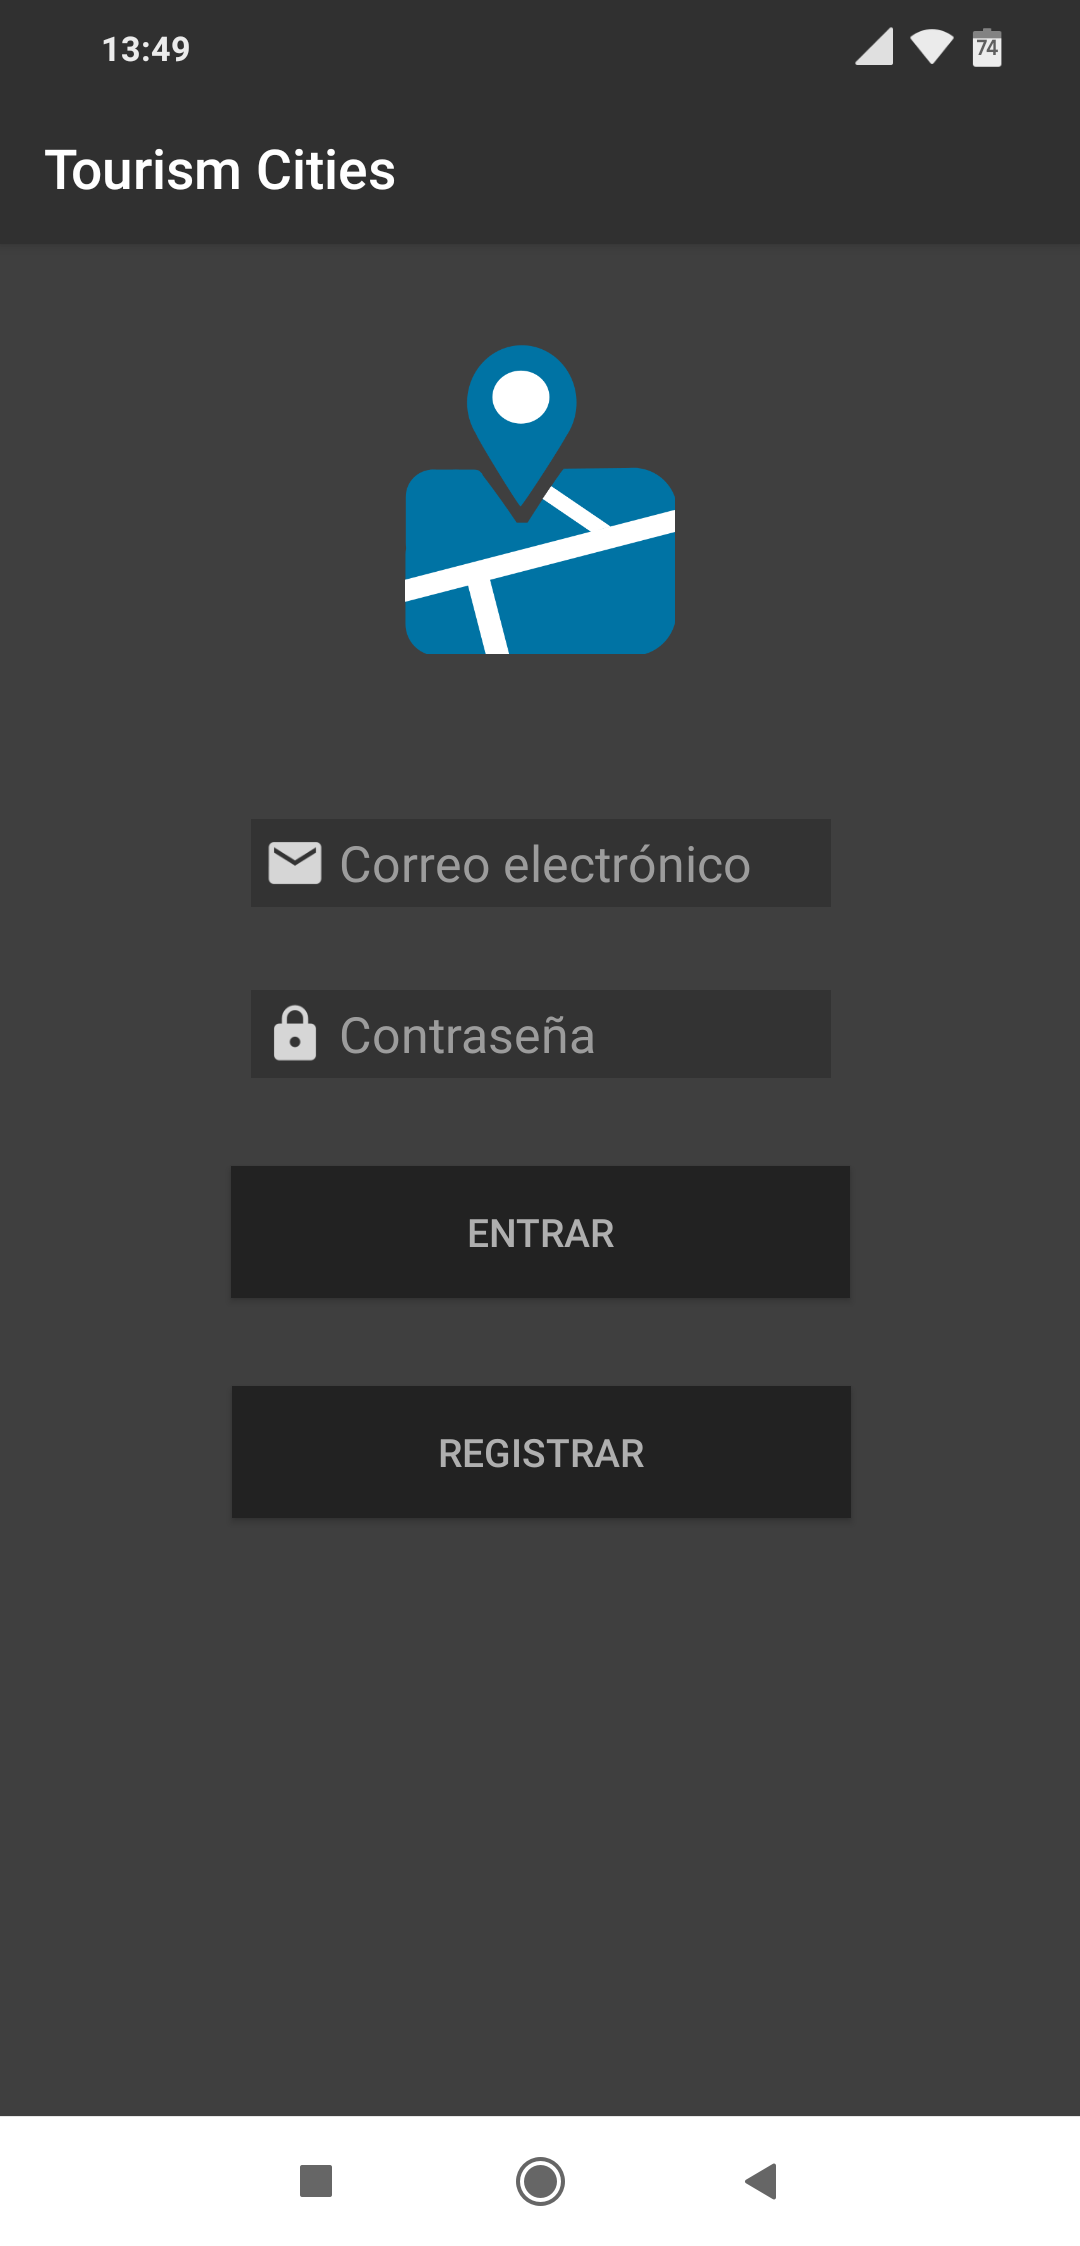 13:49
74
Tourism Cities
Correo electrónico
Contraseña
ENTRAR
REGISTRAR